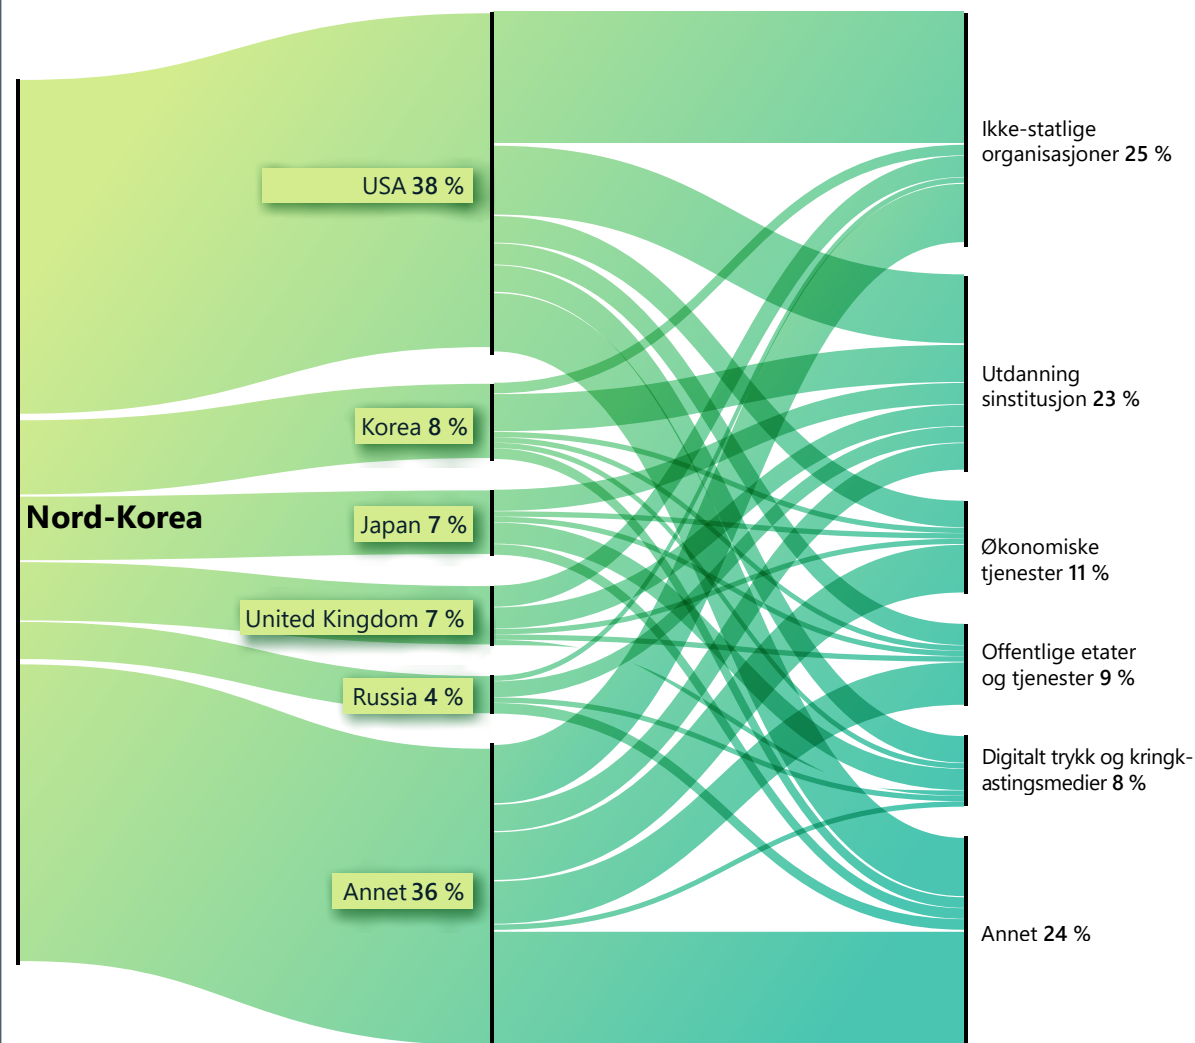 Nord-Korea
USA 38 %
Korea 8 %
Japan 7 %
United Kingdom 7 %
Russia 4 %
Annet 36 %
Ikke-statlige
organisasjoner 25 %
Utdanning
sinstitusjon 23 %
Økonomiske
tjenester 11 %
Offentlige etater
og tjenester 9 %
Digitalt trykk og kringk-
astingsmedier 8 %
Annet 24 %